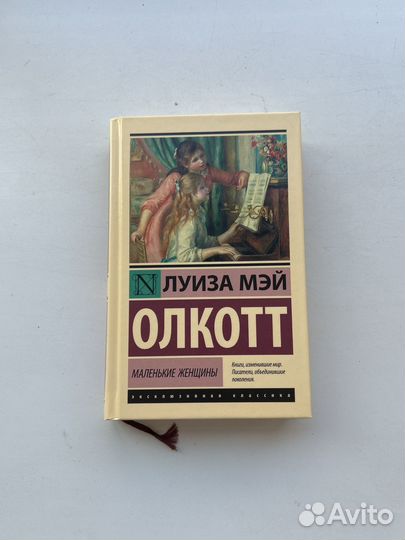 N ЛУИЗА МЭЙ
ОЛКОТТ
МАЛЕНЬКИЕ ЖЕНЩИНЫ
Книги, изменившие мир.
Писатели, объединившие
поколения.
ЭКСКЛЮЗИВНАЯ КЛАССИКА
Avito